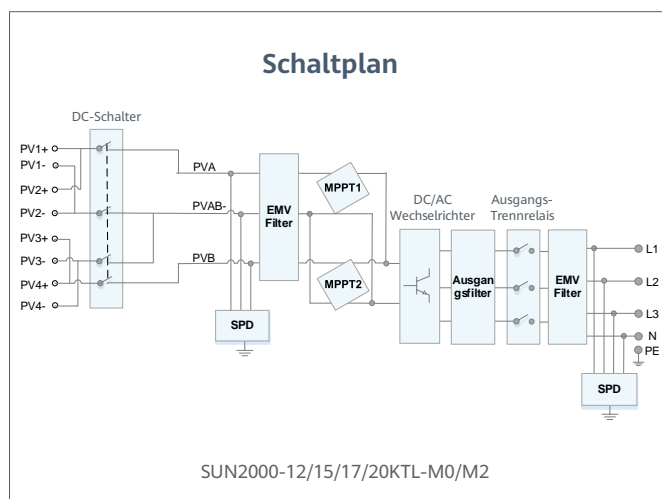 Schaltplan
DC-Schalter
PV1+
PV1-
PV2+
PV2-
PV3+
PV3-
PV4+
PV4-
PVA
PVAB-
PVB
EMV
Filter
SPD
MPPT1
MPPT2
DC/AC
Wechselrichter
Ausgan
gsfilter
Ausgangs-
Trennrelais
EMV
Filter
L1
L2
L3
N
PE
SPD
SUN2000-12/15/17/20KTL-M0/M2